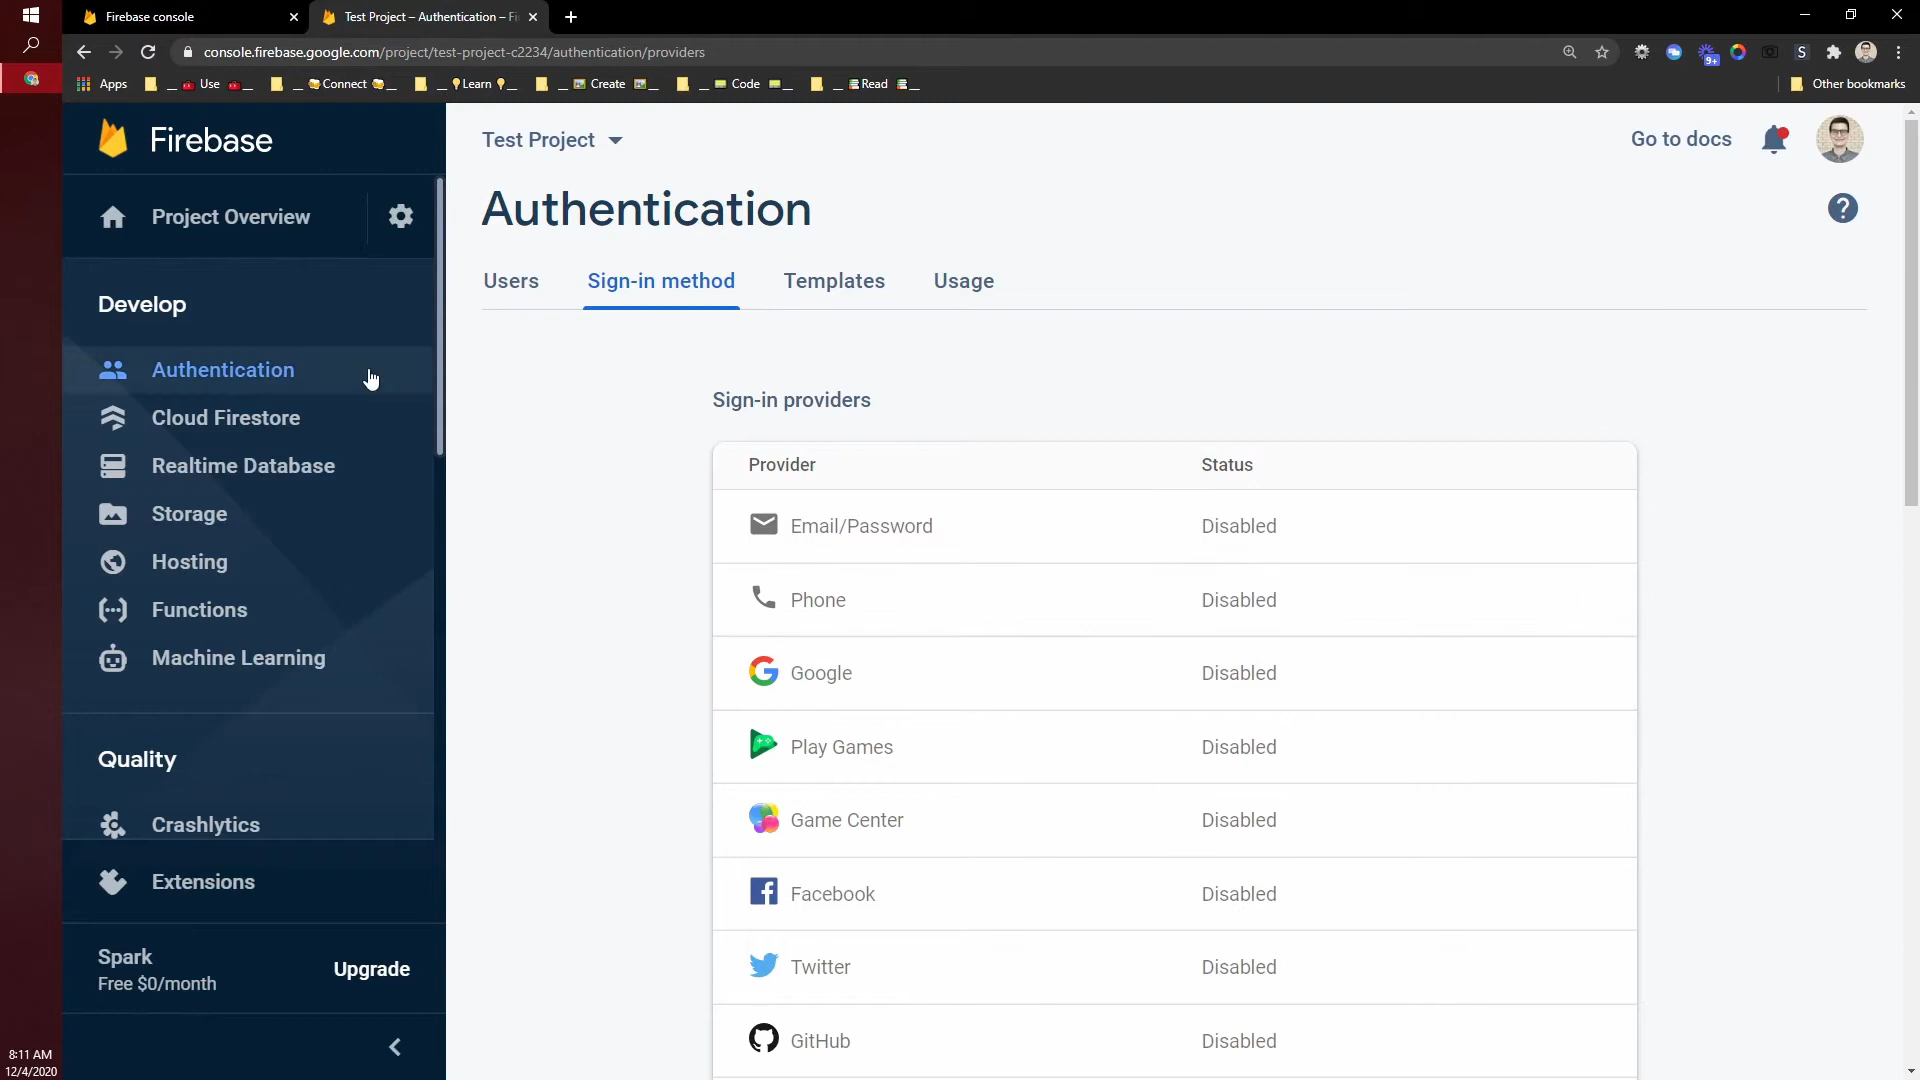 Firebase console
Test Project – Authentication – Fi
console.firebase.google.com/project/test-project-c2234/authentication/providers
9+
S
Apps
_ Use _
_ Connect _
_ Learn _
_ Create _
_ Code _
_ Read _
Other bookmarks
Firebase
Project Overview
Develop
Authentication
Cloud Firestore
Realtime Database
Storage
Hosting
Functions
Machine Learning
Quality
Crashlytics
Extensions
Spark
Free $0/month
Upgrade
8:11 AM
12/4/2020
Test Project
Go to docs
Authentication
?
Users
Sign-in method
Templates
Usage
Sign-in providers
Provider Status
Email/Password Disabled
Phone Disabled
Google Disabled
Play Games Disabled
Game Center Disabled
Facebook Disabled
Twitter Disabled
GitHub Disabled